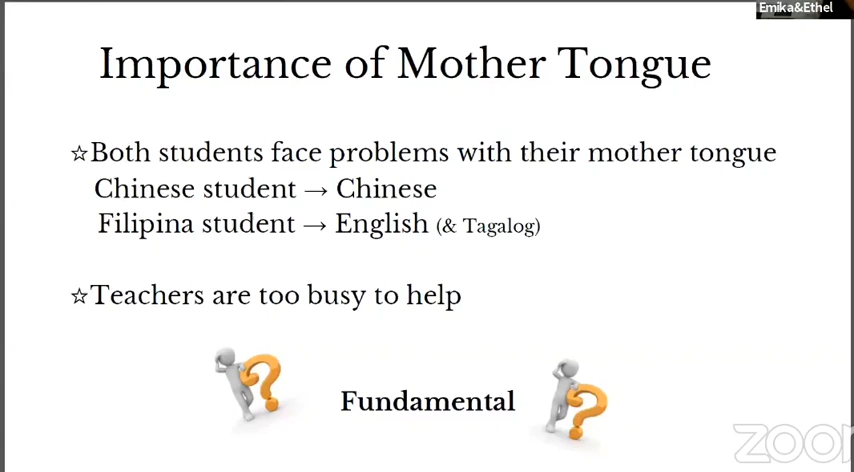 Emika&Ethel
Importance of Mother Tongue
☆Both students face problems with their mother tongue
Chinese student → Chinese
Filipina student → English (& Tagalog)
☆Teachers are too busy to help
Fundamental
zoom